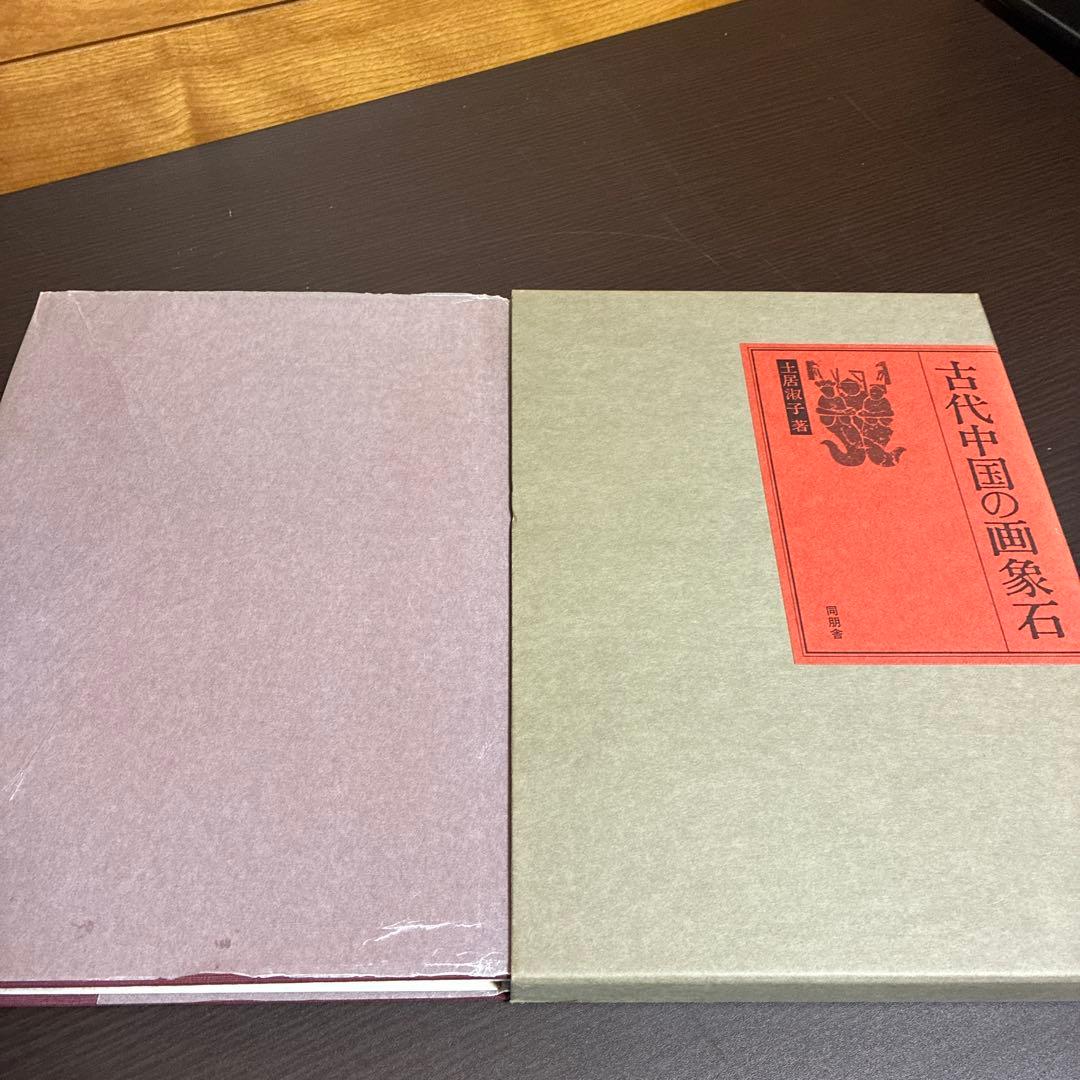 古代中国の画象石
土居淑子 著
同朋舎